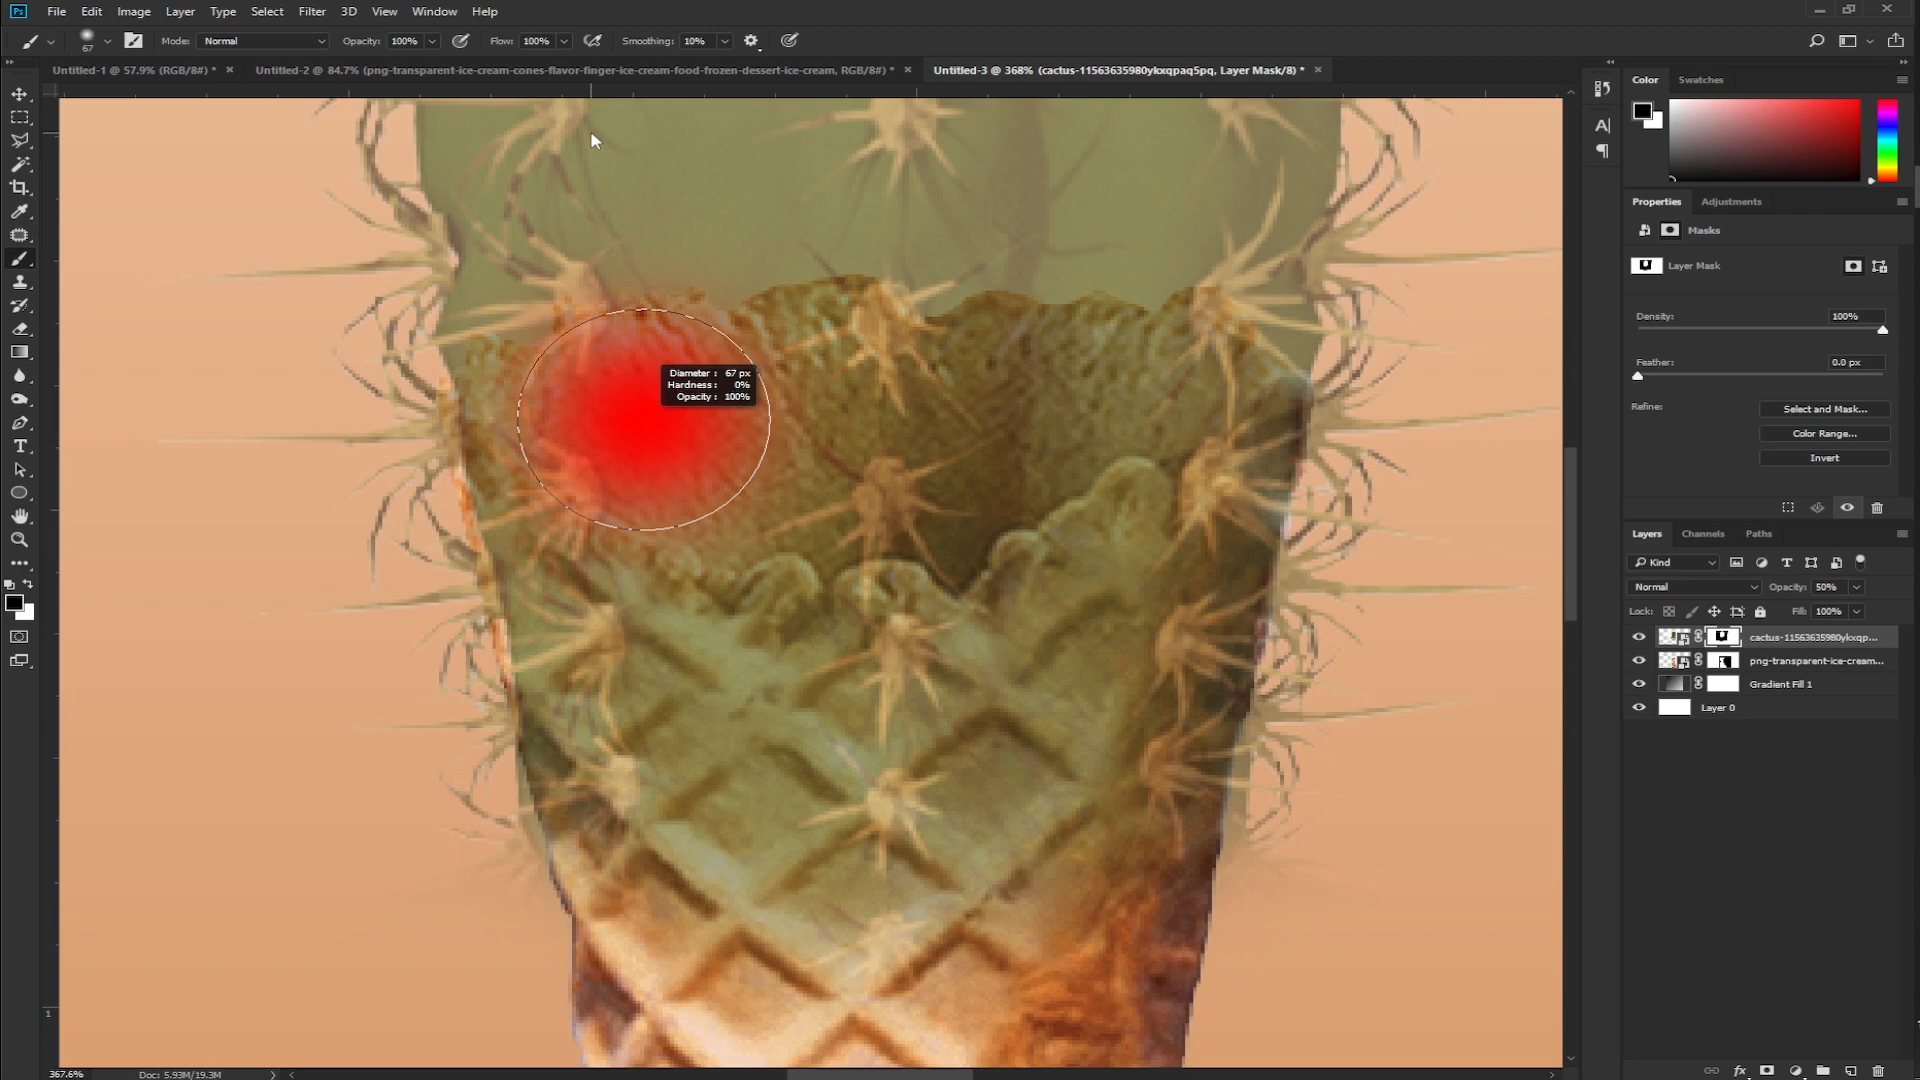 Ps File Edit Image Layer Type Select Filter 3D View Window Help
67 Mode: Normal Opacity: 100% Flow: 100% Smoothing: 10%
Untitled-1 @ 57.9% (RGB/8#) * Untitled-2 @ 84.7% (png-transparent-ice-cream-cones-flavor-finger-ice-cream-food-frozen-dessert-ice-cream, RGB/8#) * Untitled-3 @ 368% (cactus-11563635980ykxqpaq5pq, Layer Mask/8) *
Color Swatches
Properties Adjustments
Masks
Layer Mask
Density: 100%
Feather: 0.0 px
Refine: Select and Mask...
Color Range...
Invert
Diameter : 67 px
Hardness : 0%
Opacity : 100%
Layers Channels Paths
Kind
Normal Opacity: 50%
Lock: Fill: 100%
cactus-11563635980ykxqp...
png-transparent-ice-cream...
Gradient Fill 1
Layer 0
1
367.6% Doc: 5.93M/19.3M